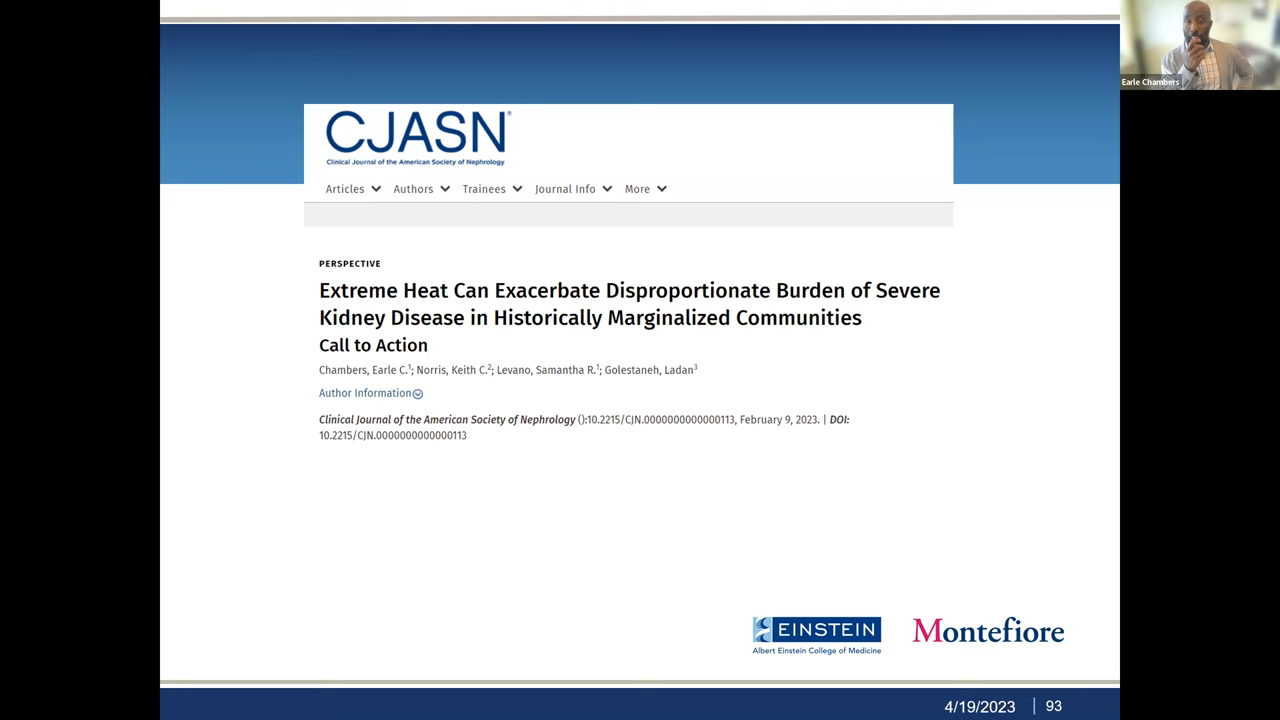 Earle Chambers
CJASN®
Clinical Journal of the American Society of Nephrology
Articles Authors Trainees Journal Info More
PERSPECTIVE
Extreme Heat Can Exacerbate Disproportionate Burden of Severe
Kidney Disease in Historically Marginalized Communities
Call to Action
Chambers, Earle C.1; Norris, Keith C.2; Levano, Samantha R.1; Golestaneh, Ladan3
Author Information
Clinical Journal of the American Society of Nephrology ():10.2215/CJN.0000000000000113, February 9, 2023. | DOI:
10.2215/CJN.0000000000000113
EINSTEIN
Albert Einstein College of Medicine
Montefiore
4/19/2023 | 93